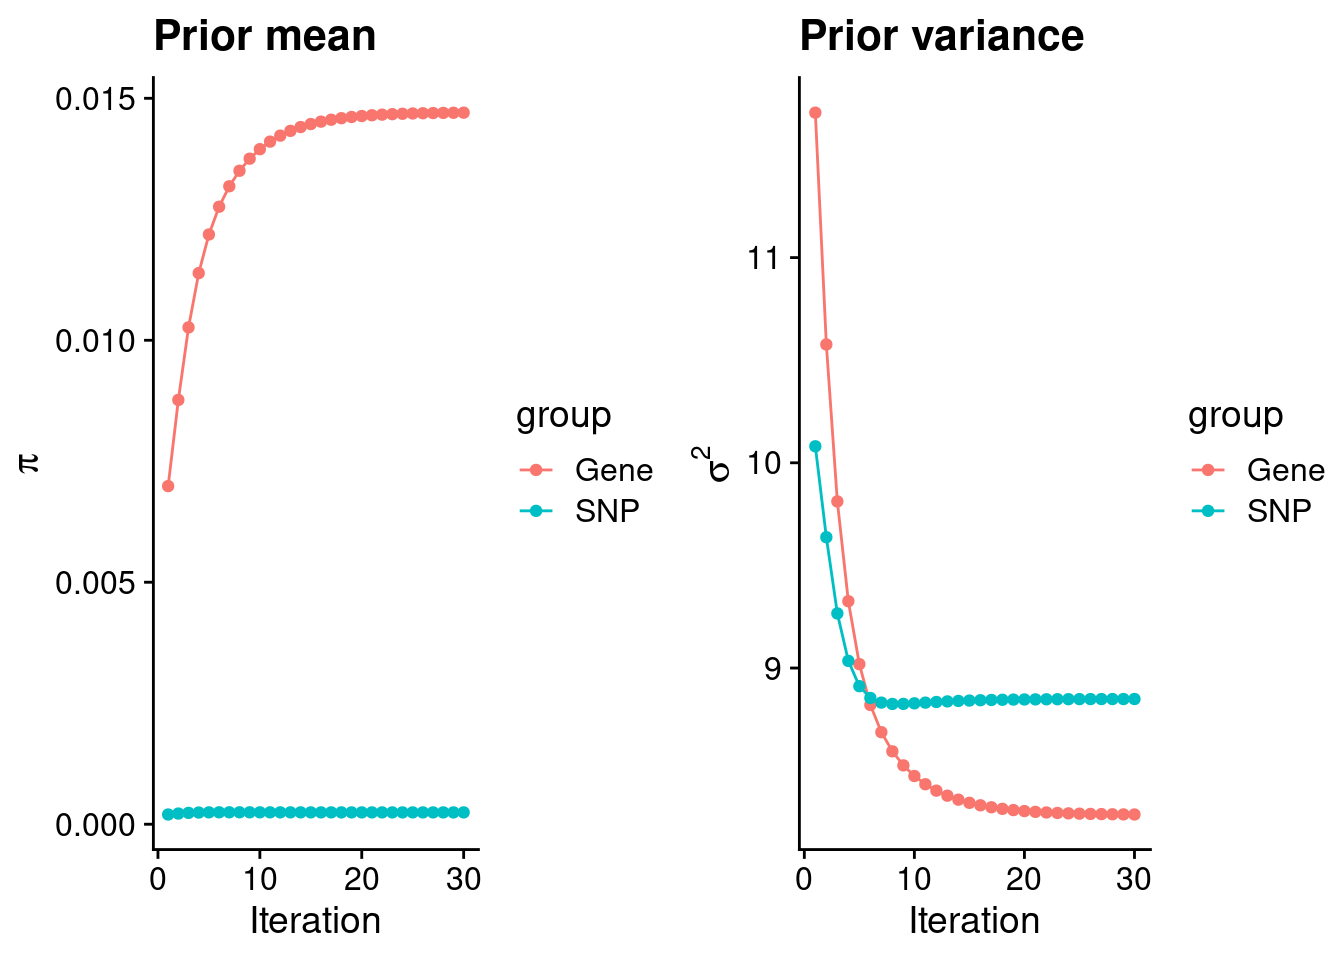 Prior mean
0.015
0.010
0.005
0.000
π
0
10
20
30
Iteration
group
Gene
SNP
Prior variance
11
10
9
σ²
0
10
20
30
Iteration
group
Gene
SNP